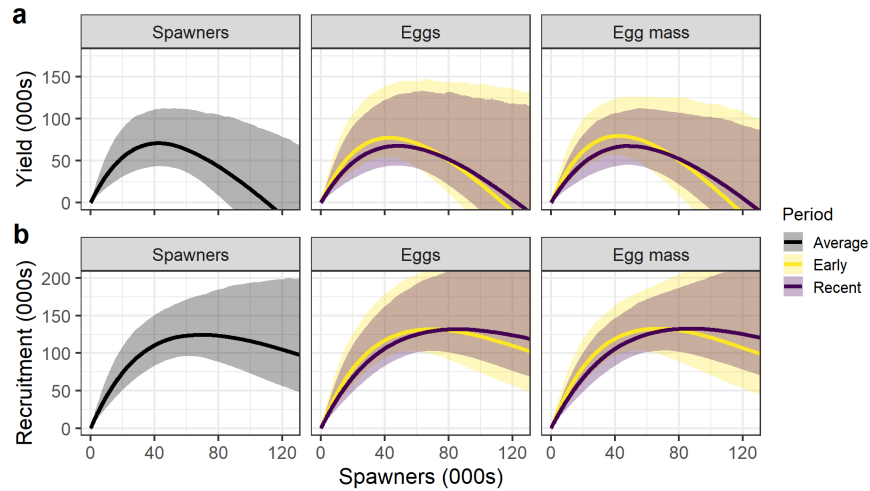 a
Spawners Eggs Egg mass
Yield (000s)
150
100
50
0
b
Spawners Eggs Egg mass
Recruitment (000s)
200
150
100
50
0
0 40 80 120 0 40 80 120 0 40 80 120
Spawners (000s)
Period
Average
Early
Recent